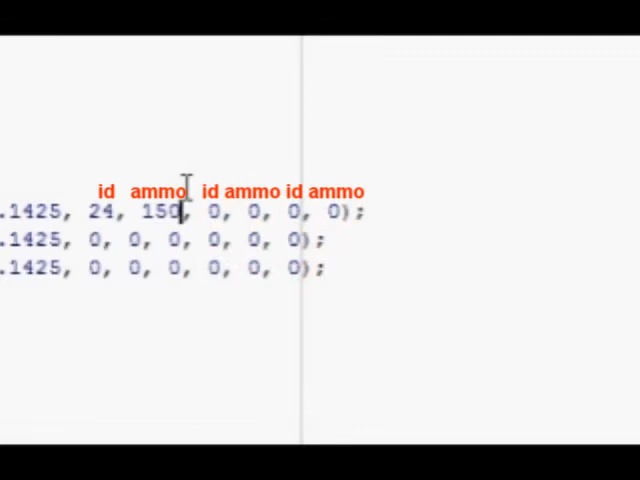 id ammo id ammo id ammo
.1425, 24, 150, 0, 0, 0, 0);
.1425, 0, 0, 0, 0, 0, 0);
.1425, 0, 0, 0, 0, 0, 0);